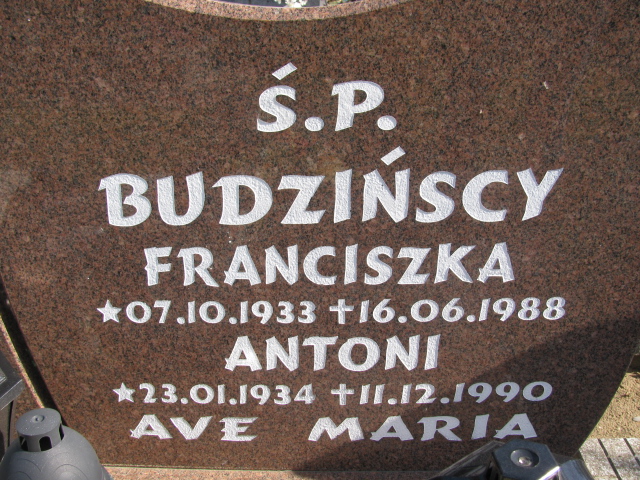 Ś.P.
BUDZIŃSCY
FRANCISZKA
★07.10.1933 ✝16.06.1988
ANTONI
★23.01.1934 ✝11.12.1990
AVE MARIA